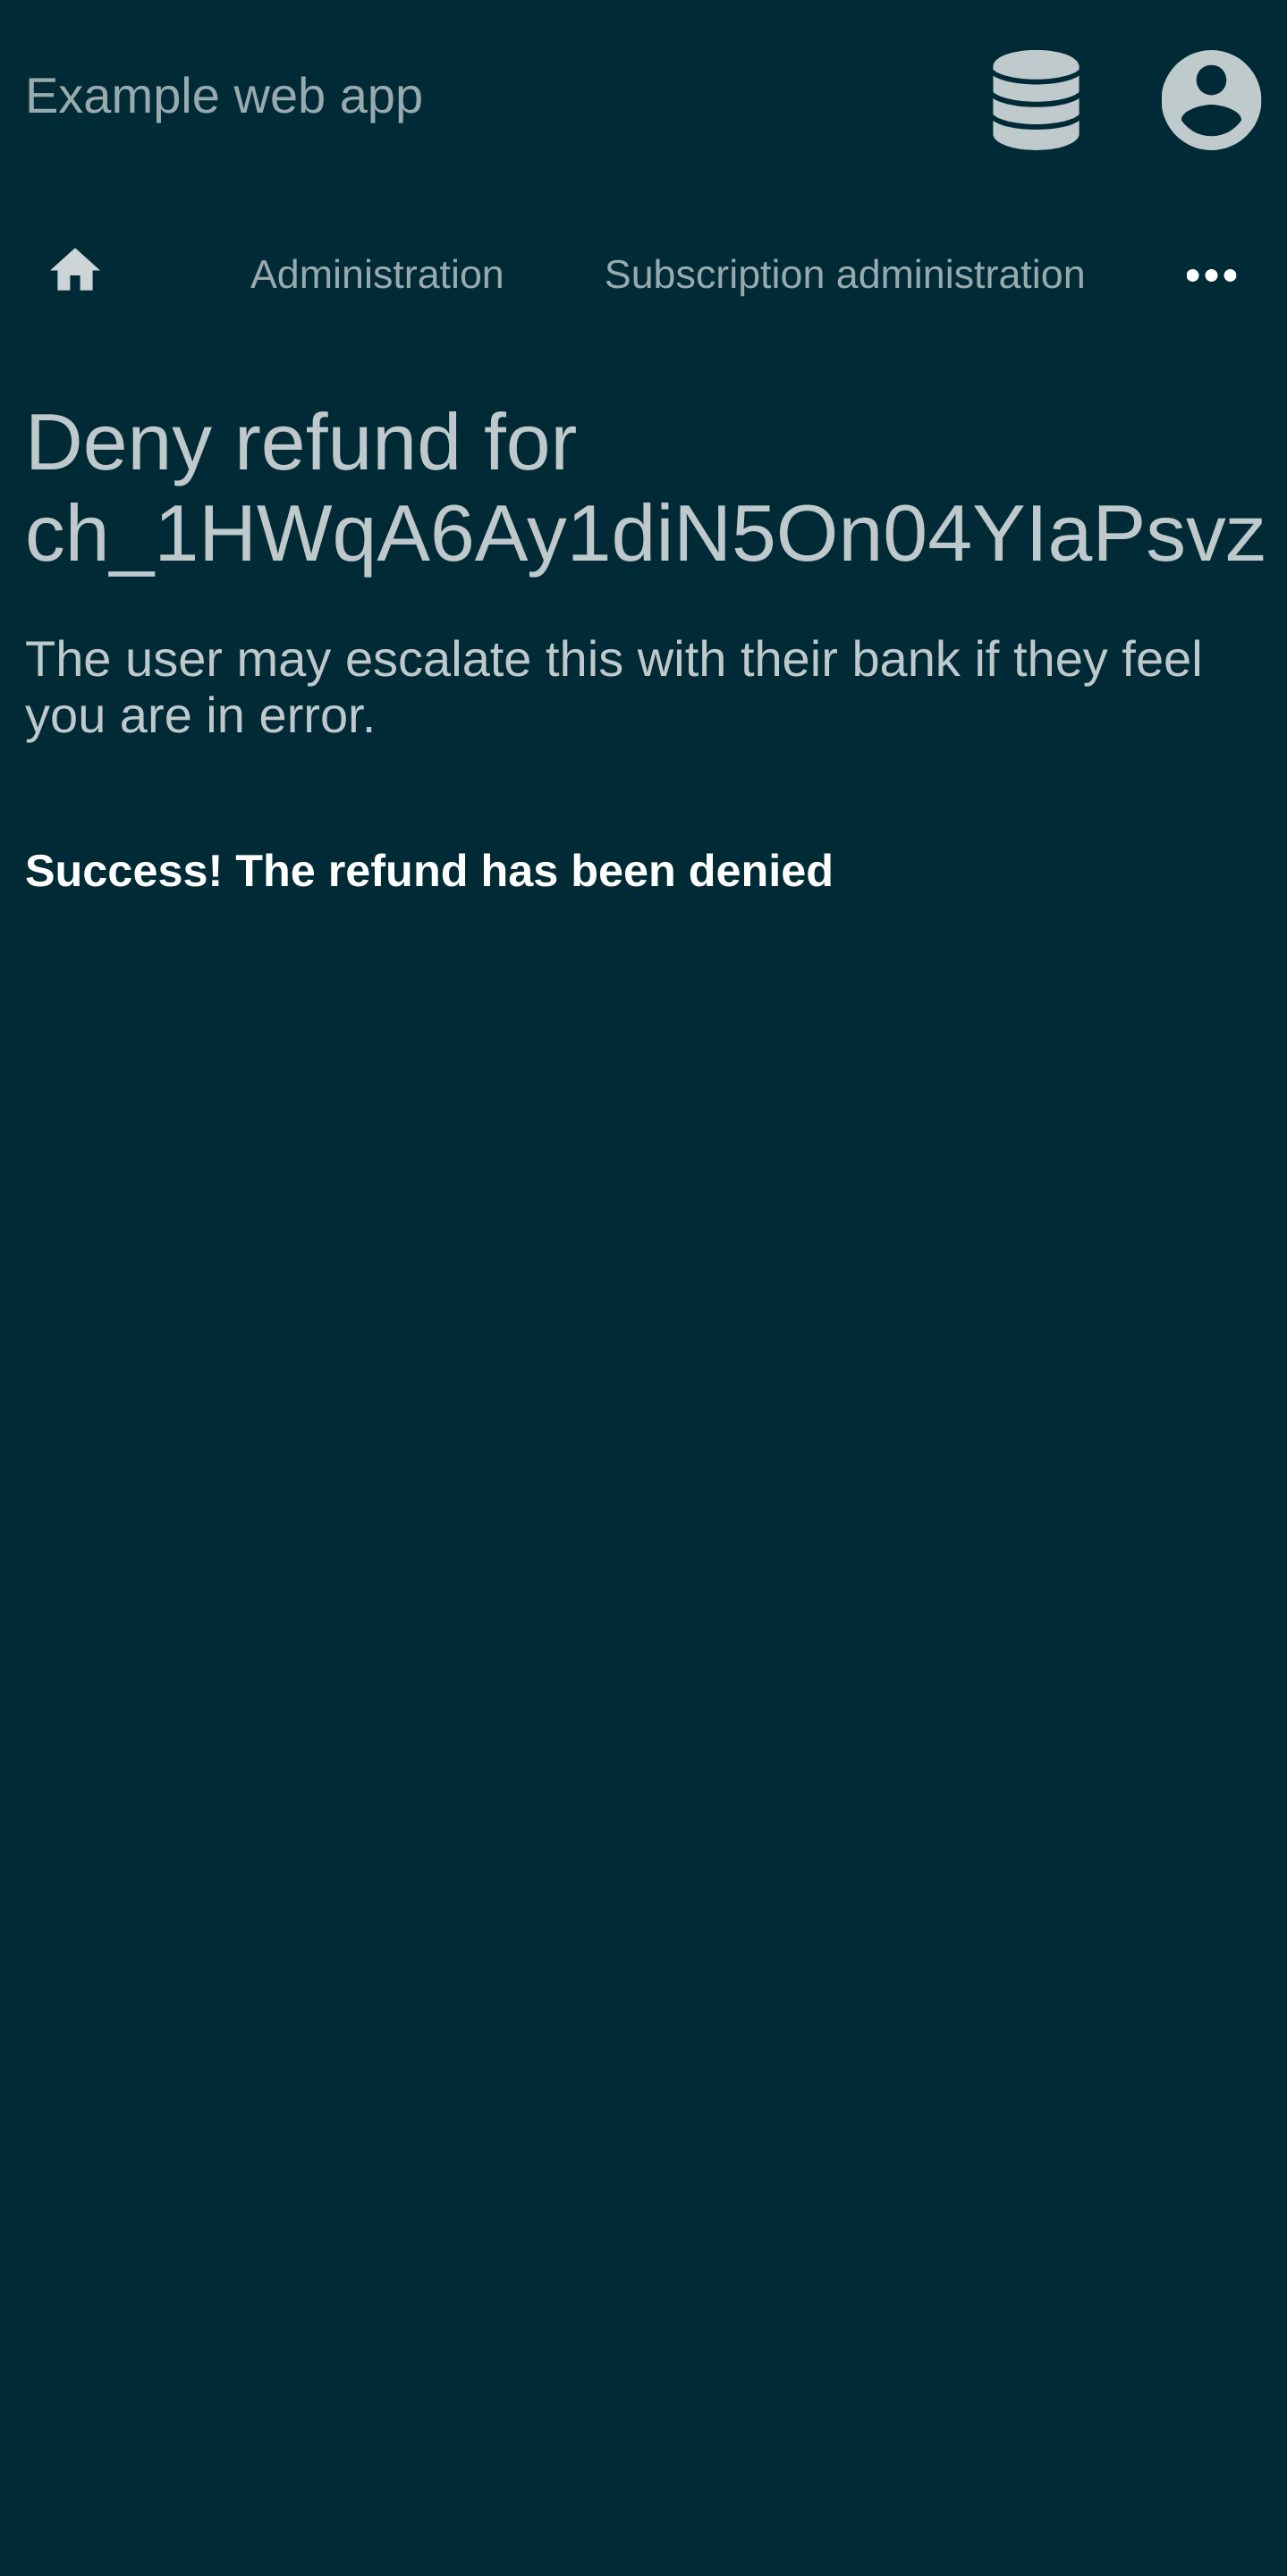 Example web app
Administration
Subscription administration
Deny refund for
ch_1HWqA6Ay1diN5On04YIaPsvz
The user may escalate this with their bank if they feel
you are in error.
Success! The refund has been denied